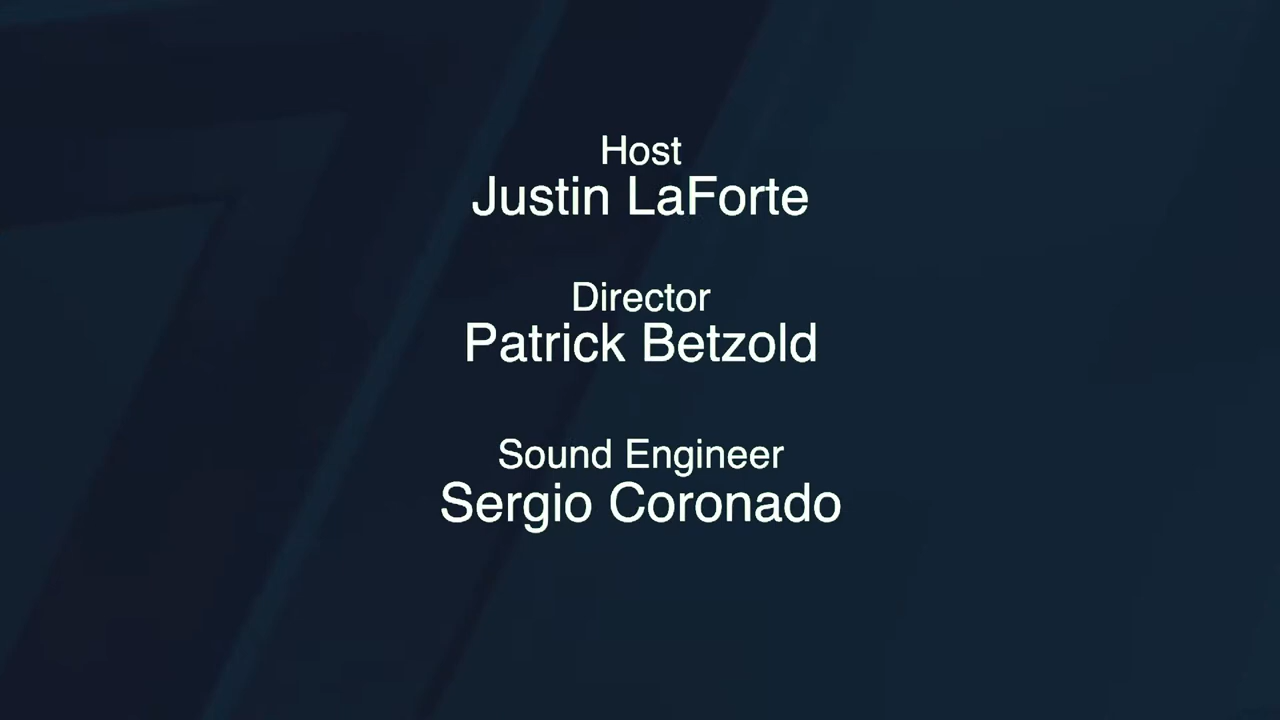 Host
Justin LaForte
Director
Patrick Betzold
Sound Engineer
Sergio Coronado